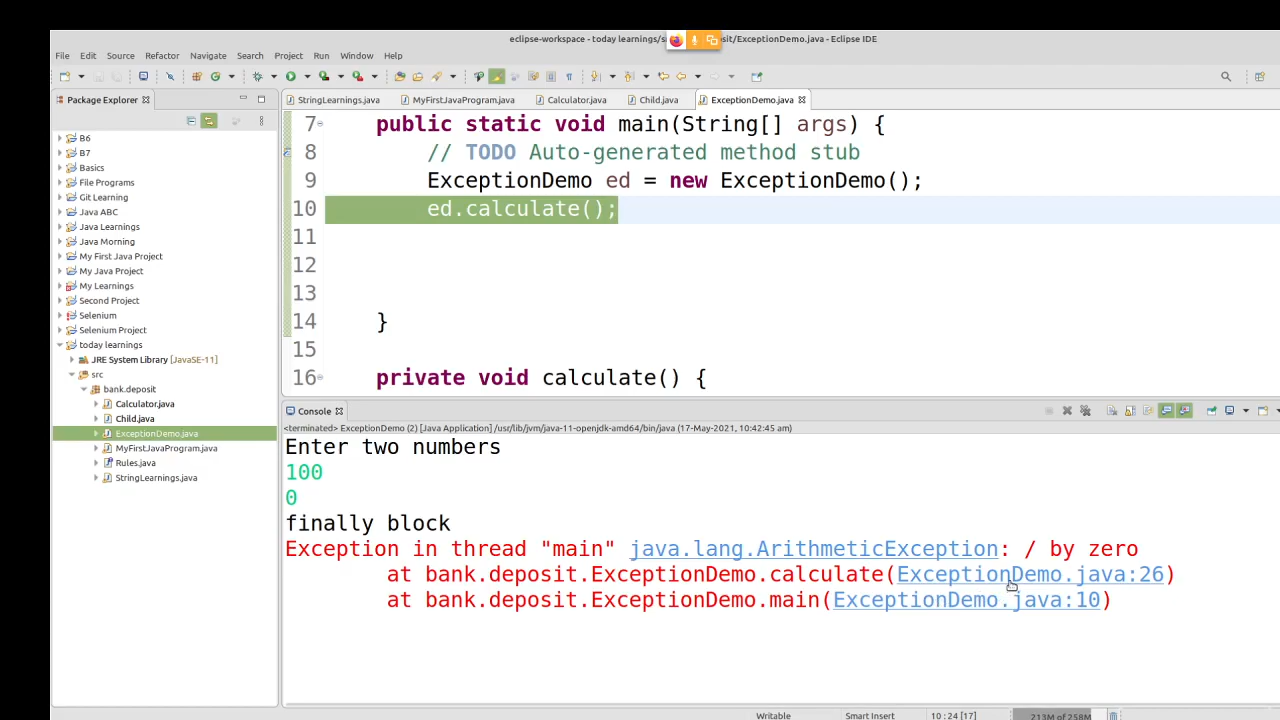 eclipse-workspace - today learnings/s sit/ExceptionDemo.java - Eclipse IDE
File Edit Source Refactor Navigate Search Project Run Window Help
Package Explorer
StringLearnings.java MyFirstJavaProgram.java Calculator.java Child.java ExceptionDemo.java
B6
B7
Basics
File Programs
Git Learning
Java ABC
Java Learnings
Java Morning
My First Java Project
My Java Project
My Learnings
Second Project
Selenium
Selenium Project
today learnings
JRE System Library [JavaSE-11]
src
bank.deposit
Calculator.java
Child.java
ExceptionDemo.java
MyFirstJavaProgram.java
Rules.java
StringLearnings.java
7 public static void main(String[] args) {
8 // TODO Auto-generated method stub
9 ExceptionDemo ed = new ExceptionDemo();
10 ed.calculate();
11
12
13
14 }
15
16 private void calculate() {
Console
<terminated> ExceptionDemo (2) [Java Application] /usr/lib/jvm/java-11-openjdk-amd64/bin/java (17-May-2021, 10:42:45 am)
Enter two numbers
100
0
finally block
Exception in thread "main" java.lang.ArithmeticException: / by zero
at bank.deposit.ExceptionDemo.calculate(ExceptionDemo.java:26)
at bank.deposit.ExceptionDemo.main(ExceptionDemo.java:10)
Writable Smart Insert 10 : 24 [17] 213M of 258M